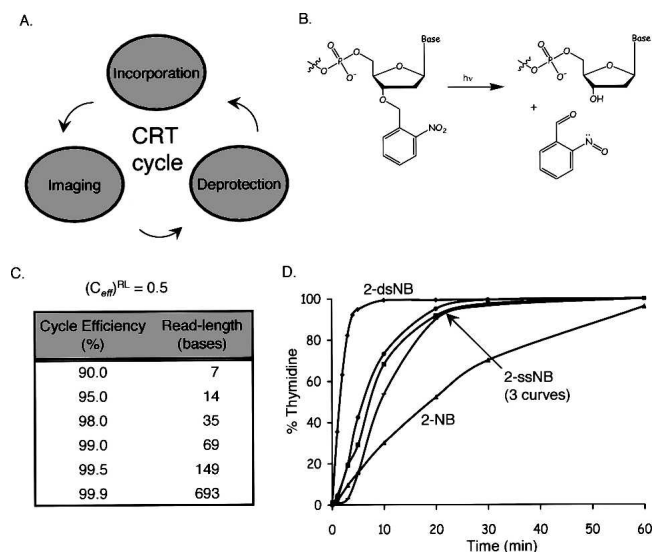 A.
Incorporation
CRT
cycle
Imaging
Deprotection
B.
Base
O
O
P
O
O
O⁻
O
NO₂
hν
Base
O
O
P
O
O
O⁻
OH
+
O
N̈
O
C.
(Ceff)RL = 0.5
Cycle Efficiency (%) Read-length (bases)
90.0 7
95.0 14
98.0 35
99.0 69
99.5 149
99.9 693
D.
% Thymidine
100
80
60
40
20
0
2-dsNB
2-ssNB
(3 curves)
2-NB
0 10 20 30 40 50 60
Time (min)